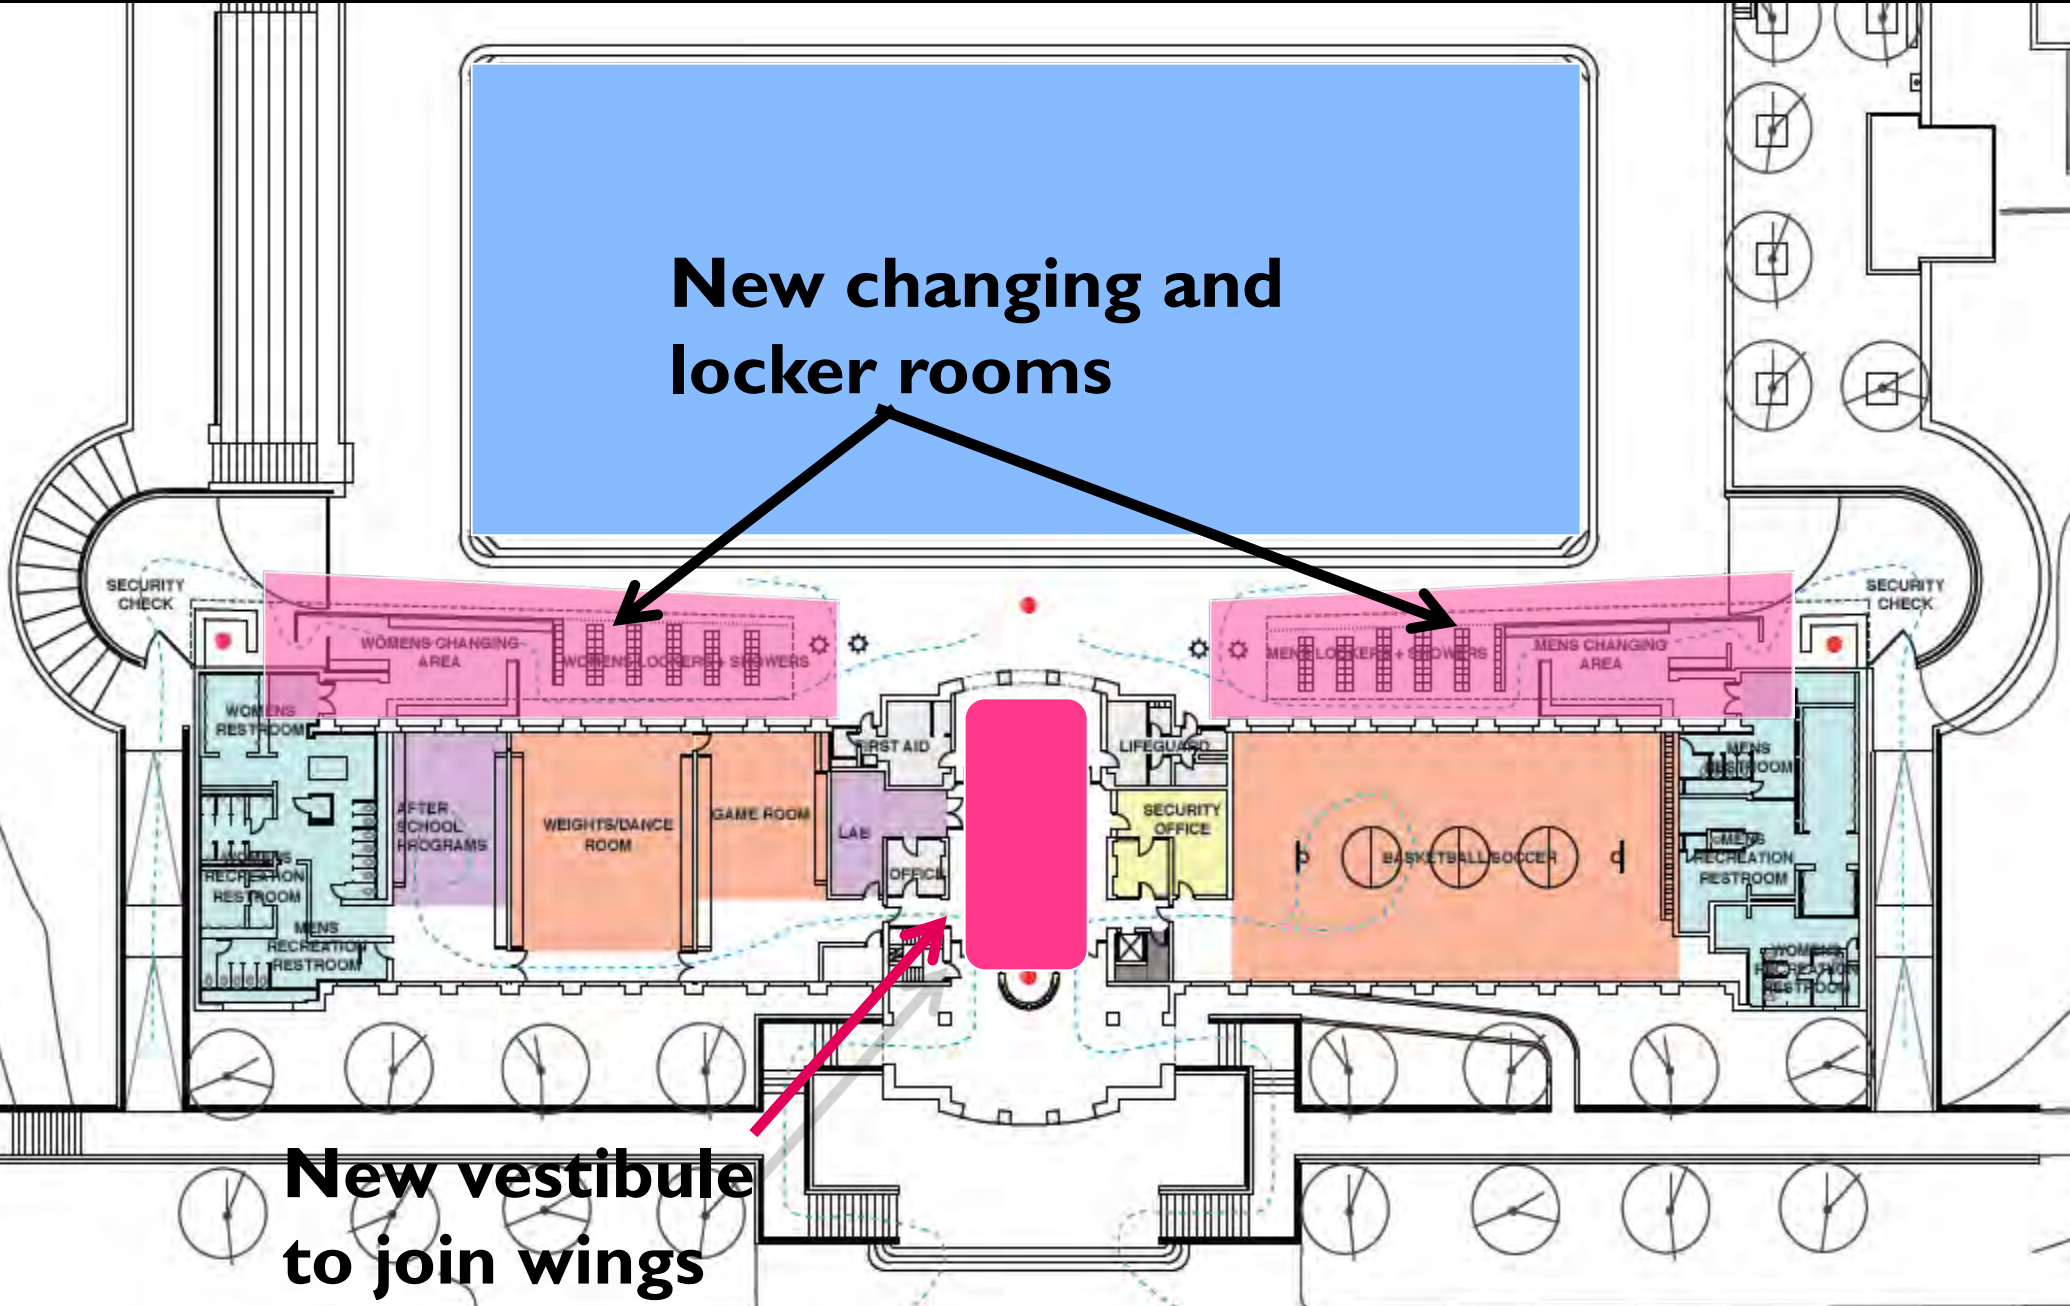 New changing and
locker rooms
SECURITY
CHECK
SECURITY
CHECK
WOMENS CHANGING
AREA
WOMENS LOCKERS + SHOWERS
MENS LOCKERS + SHOWERS
MENS CHANGING
AREA
WOMENS
RESTROOM
FIRST AID
LIFEGUARD
MENS
RESTROOM
AFTER
SCHOOL
PROGRAMS
WEIGHTS/DANCE
ROOM
GAME ROOM
LAB
OFFICE
SECURITY
OFFICE
BASKETBALL/SOCCER
WOMENS
RECREATION
RESTROOM
MENS
RECREATION
RESTROOM
MENS
RECREATION
RESTROOM
WOMENS
RECREATION
RESTROOM
New vestibule
to join wings